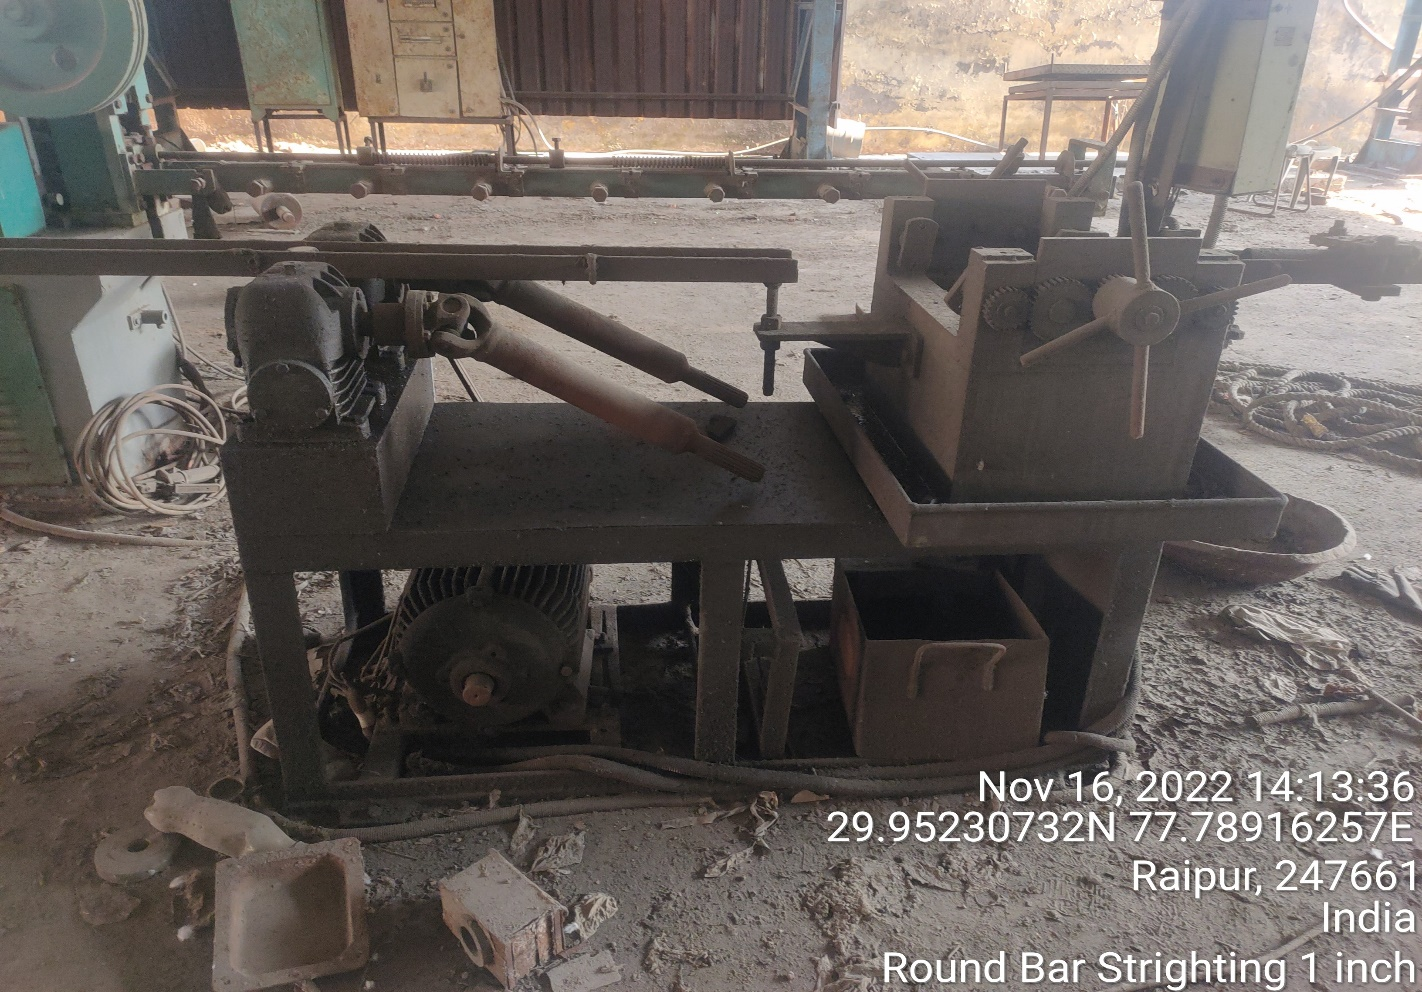 Nov 16, 2022 14:13:36
29.95230732N 77.78916257E
Raipur, 247661
India
Round Bar Strighting 1 inch